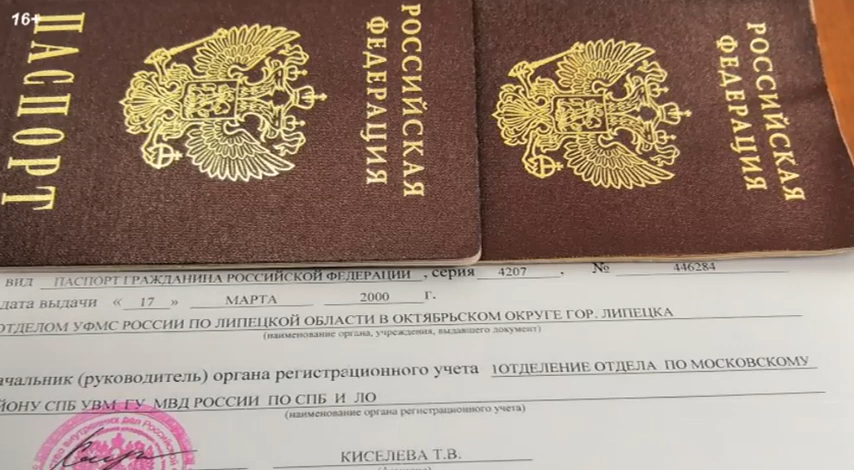 16+
ПАСПОРТ
РОССИЙСКАЯ
ФЕДЕРАЦИЯ
РОССИЙСКАЯ
ФЕДЕРАЦИЯ
вид ПАСПОРТ ГРАЖДАНИНА РОССИЙСКОЙ ФЕДЕРАЦИИ , серия 4207 , № 446284
дата выдачи « 17 » МАРТА 2000 г.
ОТДЕЛОМ УФМС РОССИИ ПО ЛИПЕЦКОЙ ОБЛАСТИ В ОКТЯБРЬСКОМ ОКРУГЕ ГОР. ЛИПЕЦКА
(наименование органа, учреждения, выдавшего документ)
ачальник (руководитель) органа регистрационного учета 1ОТДЕЛЕНИЕ ОТДЕЛА ПО МОСКОВСКОМУ
ЙОНУ СПБ УВМ ГУ МВД РОССИИ ПО СПБ И ЛО
(наименование органа регистрационного учета)
внутренних дел
КИСЕЛЕВА Т.В.